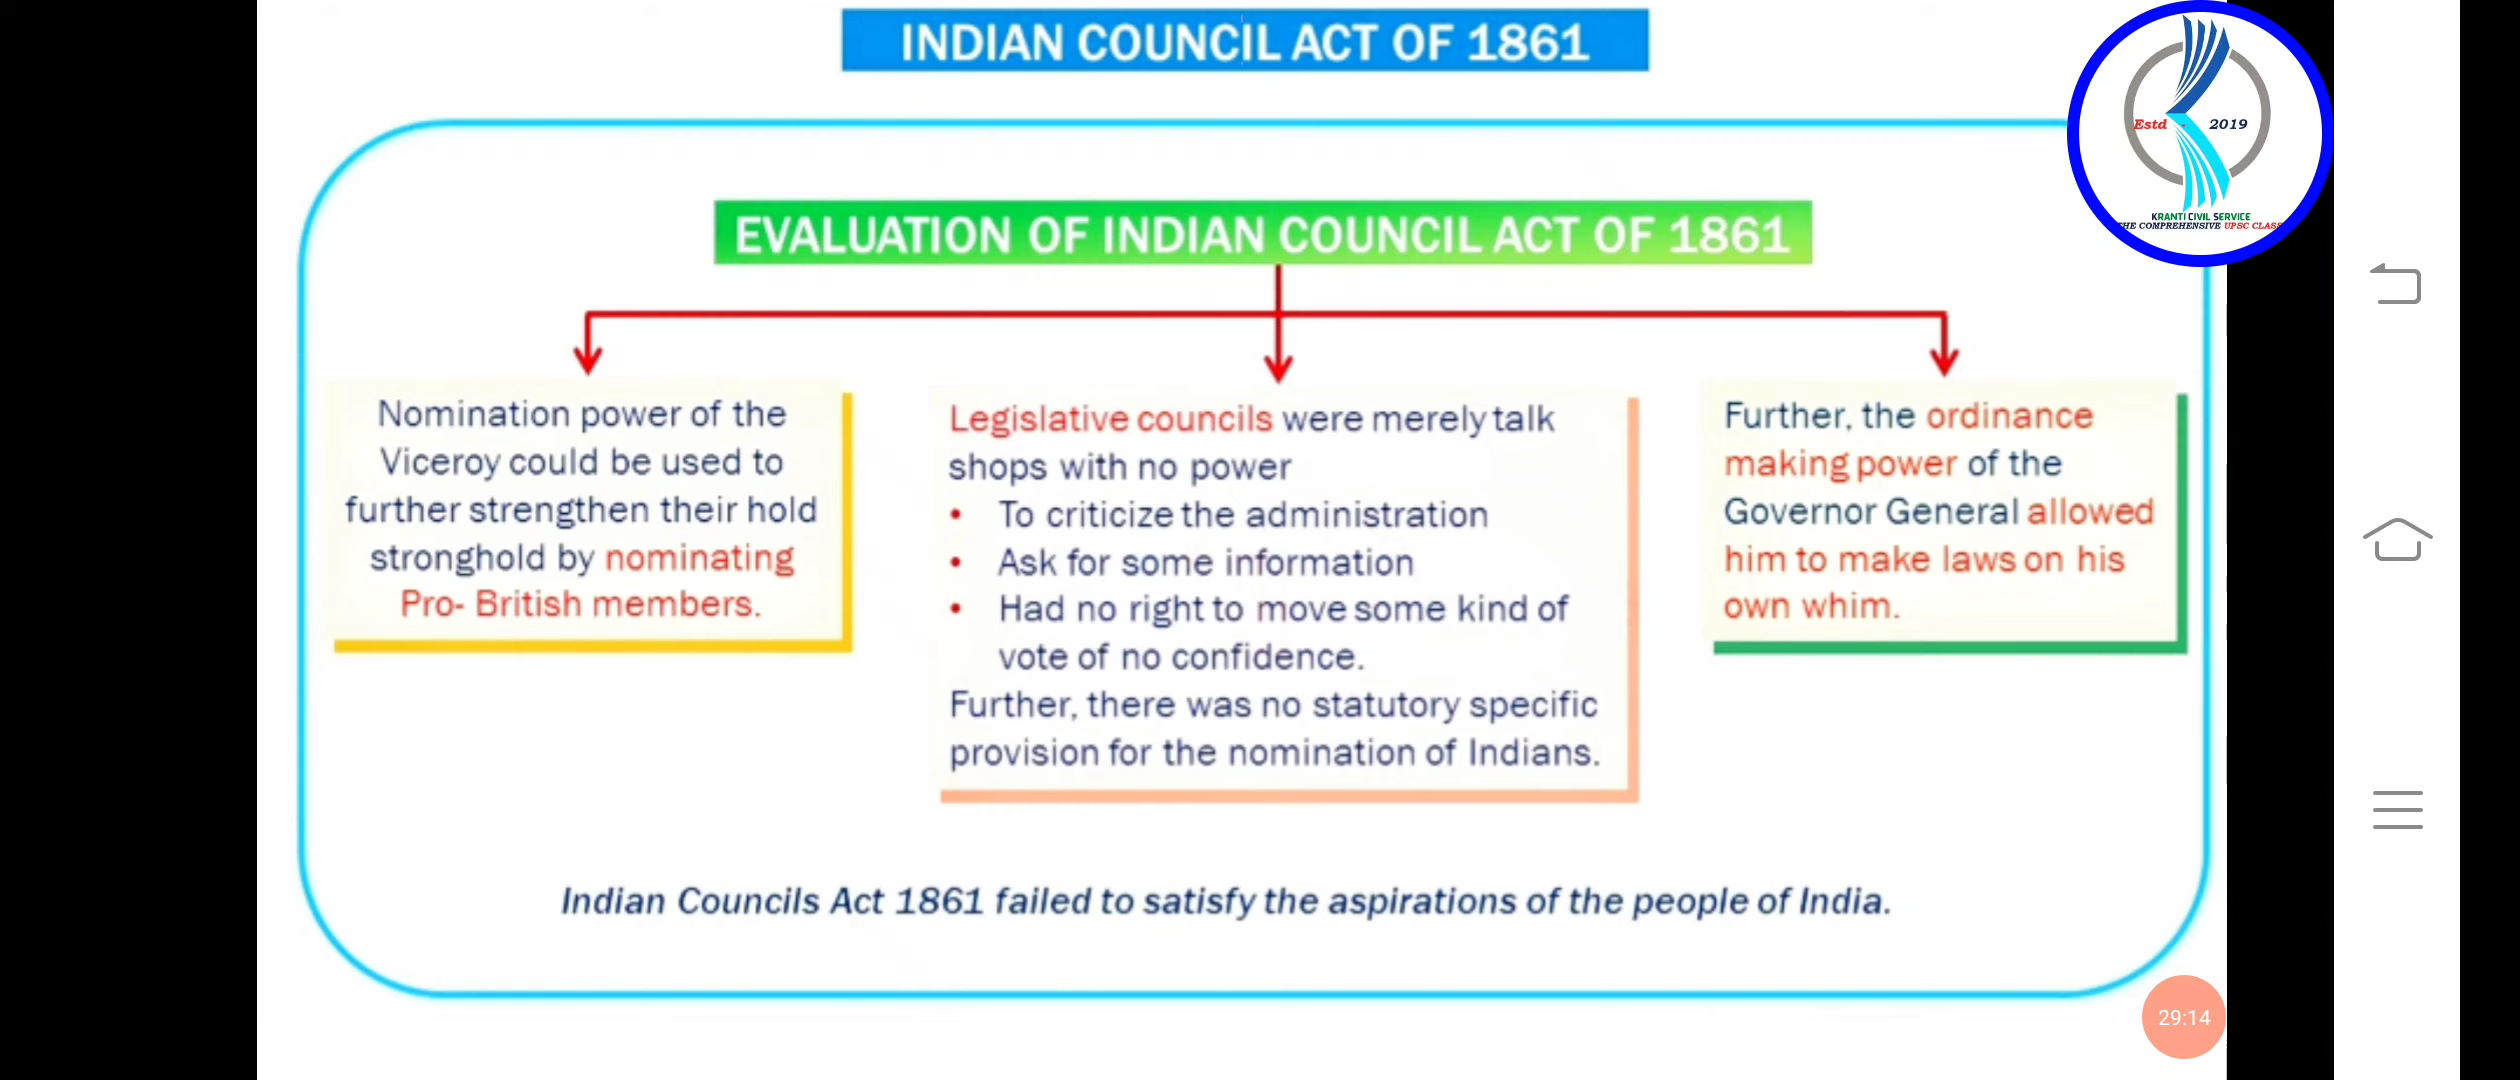 INDIAN COUNCIL ACT OF 1861
Estd - 2019
KRANTI CIVIL SERVICE
THE COMPREHENSIVE UPSC CLASS
EVALUATION OF INDIAN COUNCIL ACT OF 1861
Nomination power of the
Viceroy could be used to
further strengthen their hold
stronghold by nominating
Pro- British members.
Legislative councils were merely talk
shops with no power
• To criticize the administration
• Ask for some information
• Had no right to move some kind of
vote of no confidence.
Further, there was no statutory specific
provision for the nomination of Indians.
Further, the ordinance
making power of the
Governor General allowed
him to make laws on his
own whim.
Indian Councils Act 1861 failed to satisfy the aspirations of the people of India.
29:14